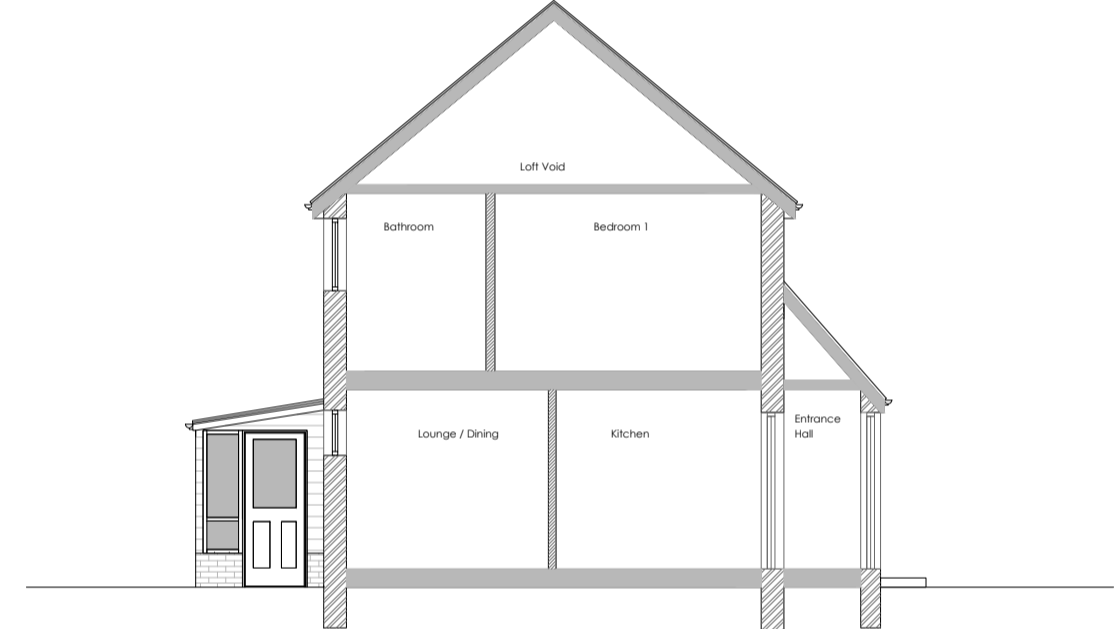 Loft Void
Bathroom
Bedroom 1
Lounge / Dining
Kitchen
Entrance
Hall